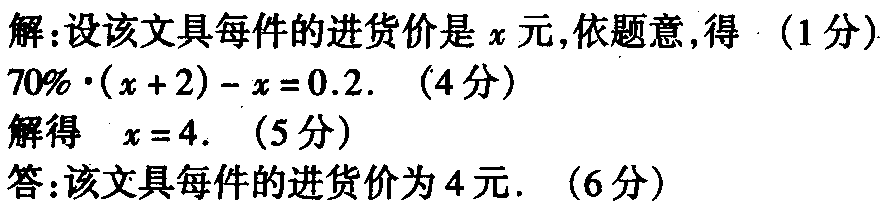 解:设该文具每件的进货价是 x 元,依题意,得 (1分)
70%·(x+2)-x=0.2. (4分)
解得 x=4. (5分)
答:该文具每件的进货价为4元. (6分)